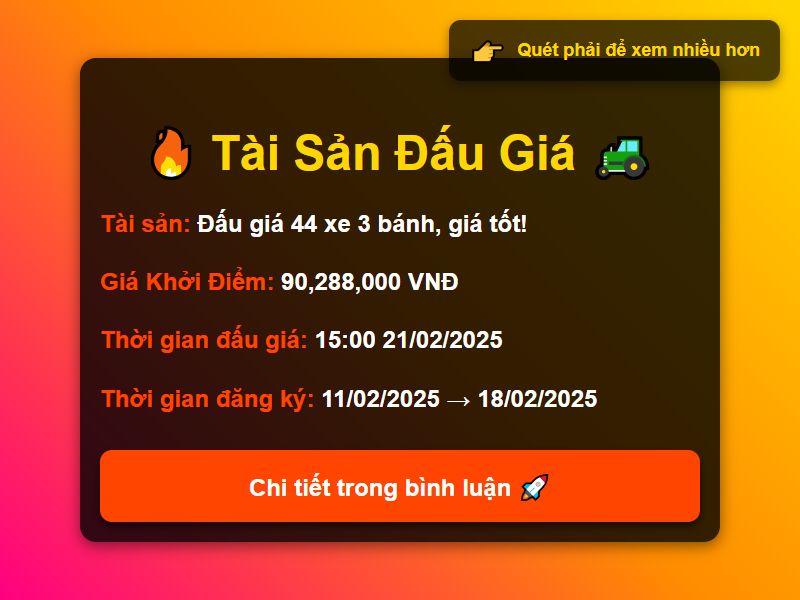 👉 Quét phải để xem nhiều hơn
🔥 Tài Sản Đấu Giá 🚜
Tài sản: Đấu giá 44 xe 3 bánh, giá tốt!
Giá Khởi Điểm: 90,288,000 VNĐ
Thời gian đấu giá: 15:00 21/02/2025
Thời gian đăng ký: 11/02/2025 → 18/02/2025
Chi tiết trong bình luận 🚀